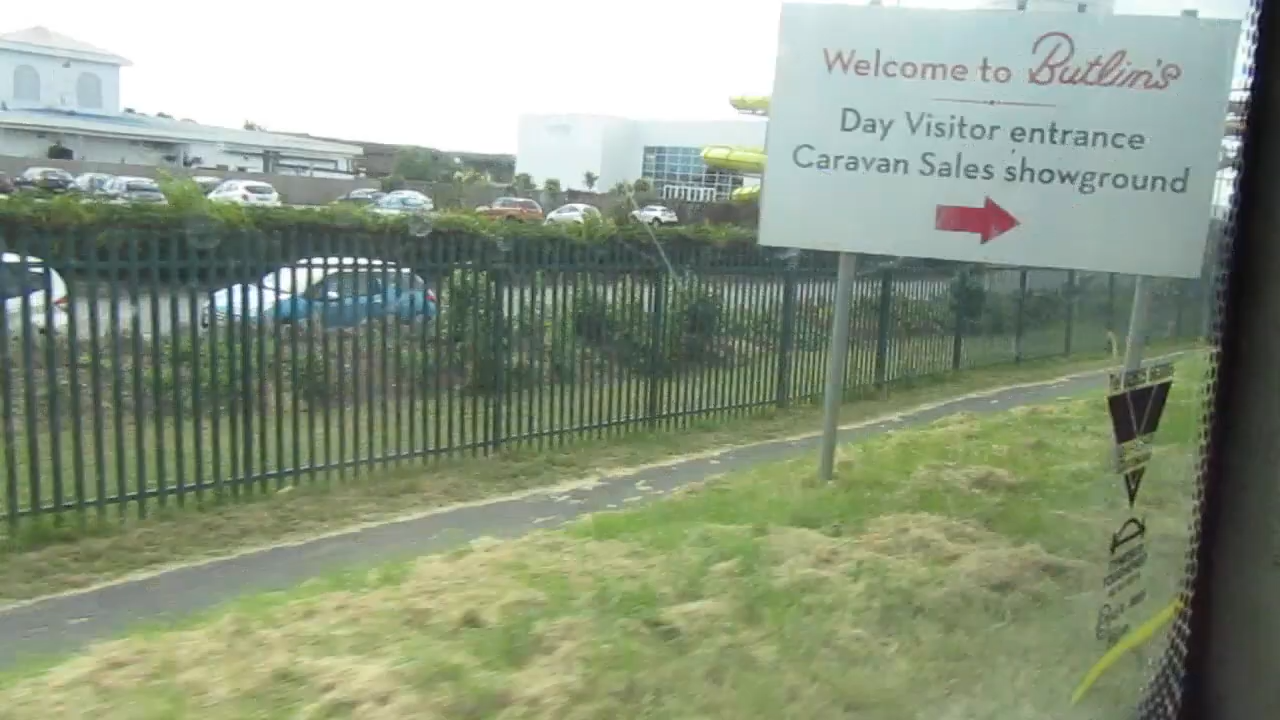 Welcome to Butlin's
Day Visitor entrance
Caravan Sales showground